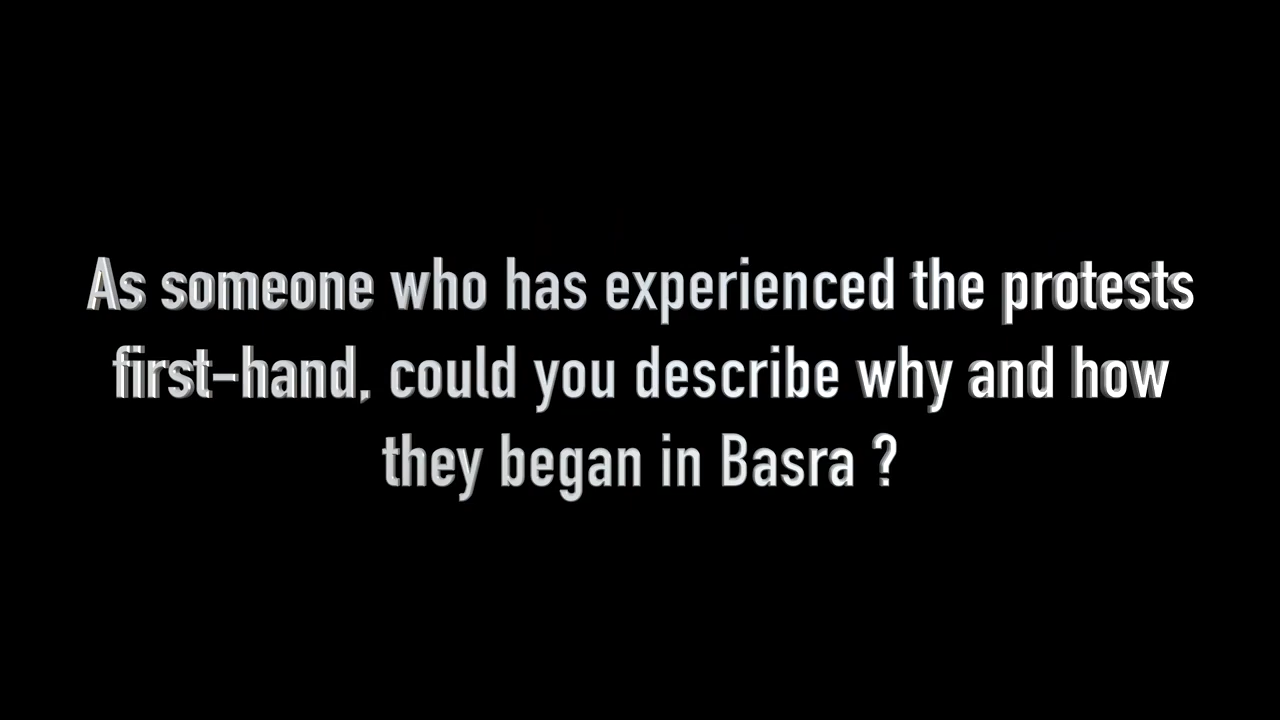 As someone who has experienced the protests
first-hand, could you describe why and how
they began in Basra ?